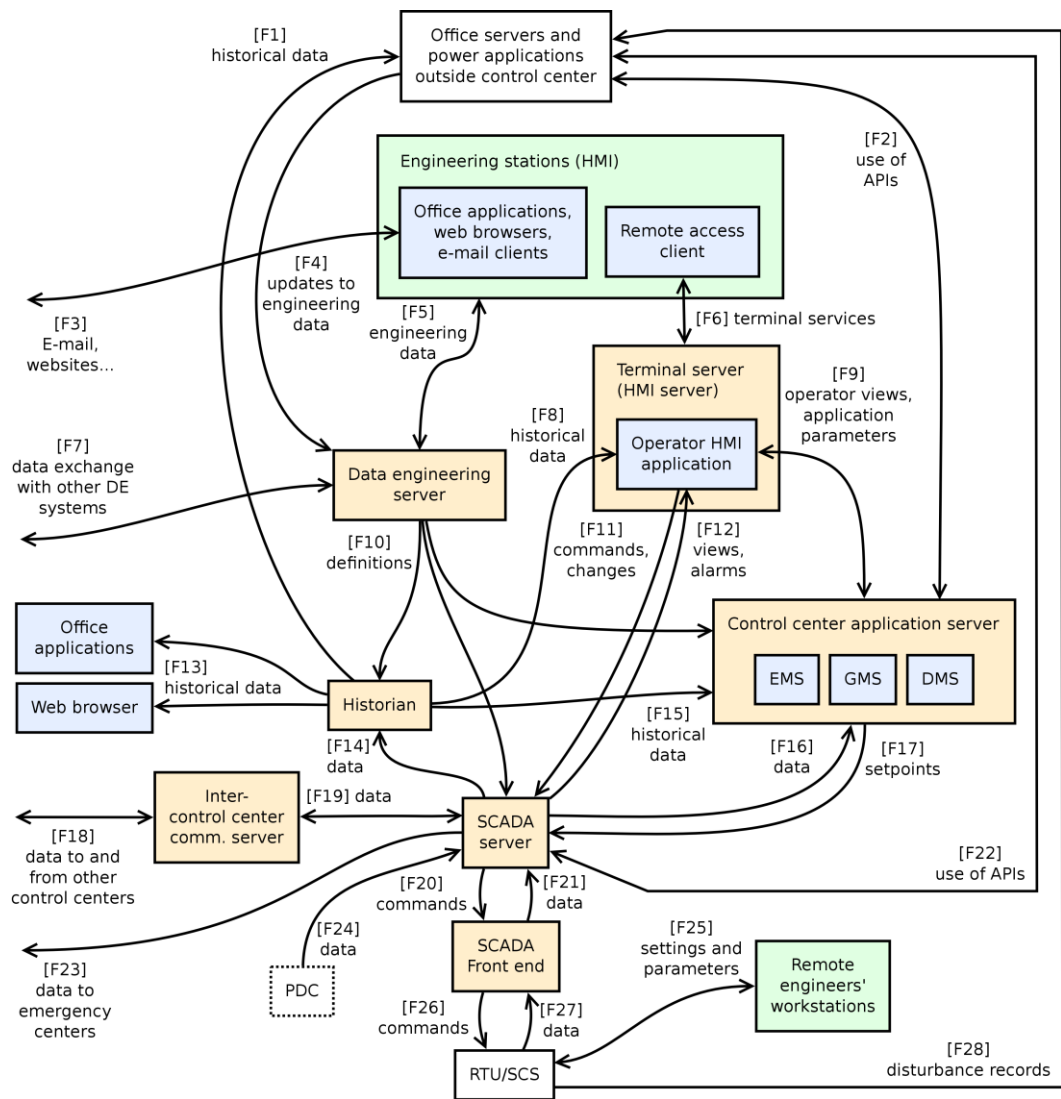 [F1]
historical data
Office servers and
power applications
outside control center
[F2]
use of
APIs
Engineering stations (HMI)
Office applications,
web browsers,
e-mail clients
Remote access
client
[F3]
E-mail,
websites...
[F4]
updates to
engineering
data
[F5]
engineering
data
[F6] terminal services
Terminal server
(HMI server)
Operator HMI
application
[F7]
data exchange
with other DE
systems
[F8]
historical
data
[F9]
operator views,
application
parameters
Data engineering
server
[F10]
definitions
[F11]
commands,
changes
[F12]
views,
alarms
Office
applications
Web browser
[F13]
historical data
Historian
Control center application server
EMS
GMS
DMS
[F14]
data
[F15]
historical
data
[F16]
data
[F17]
setpoints
Inter-
control center
comm. server
[F18]
data to and
from other
control centers
[F19] data
SCADA
server
[F20]
commands
[F21]
data
[F22]
use of APIs
[F23]
data to
emergency
centers
[F24]
data
PDC
SCADA
Front end
[F25]
settings and
parameters
Remote
engineers'
workstations
[F26]
commands
[F27]
data
RTU/SCS
[F28]
disturbance records